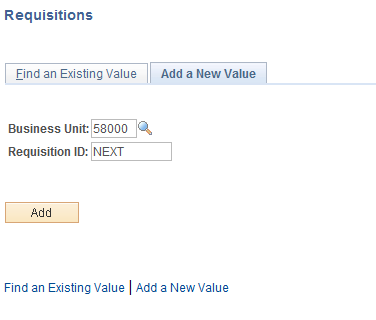 Requisitions
Find an Existing Value Add a New Value
Business Unit: 58000
Requisition ID: NEXT
Add
Find an Existing Value | Add a New Value